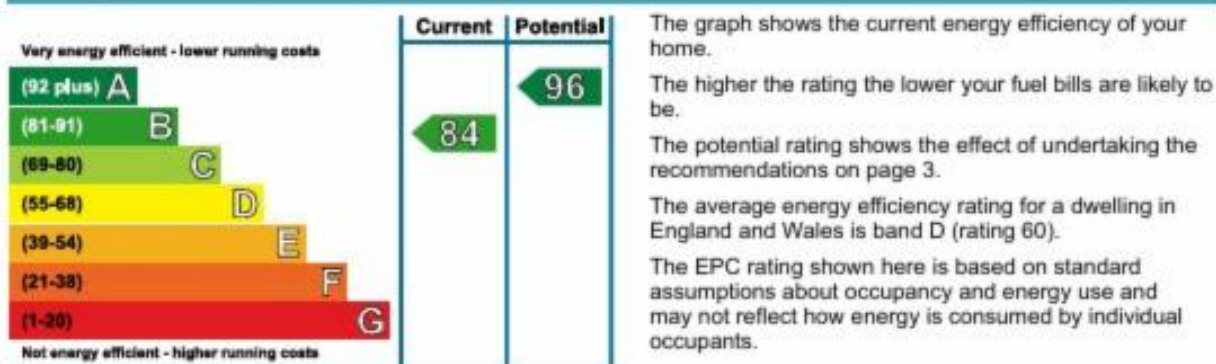 Current Potential
Very energy efficient - lower running costs
(92 plus) A
96
(81-91) B
84
(69-80) C
(55-68) D
(39-54) E
(21-38) F
(1-20) G
Not energy efficient - higher running costs
The graph shows the current energy efficiency of your
home.
The higher the rating the lower your fuel bills are likely to
be.
The potential rating shows the effect of undertaking the
recommendations on page 3.
The average energy efficiency rating for a dwelling in
England and Wales is band D (rating 60).
The EPC rating shown here is based on standard
assumptions about occupancy and energy use and
may not reflect how energy is consumed by individual
occupants.